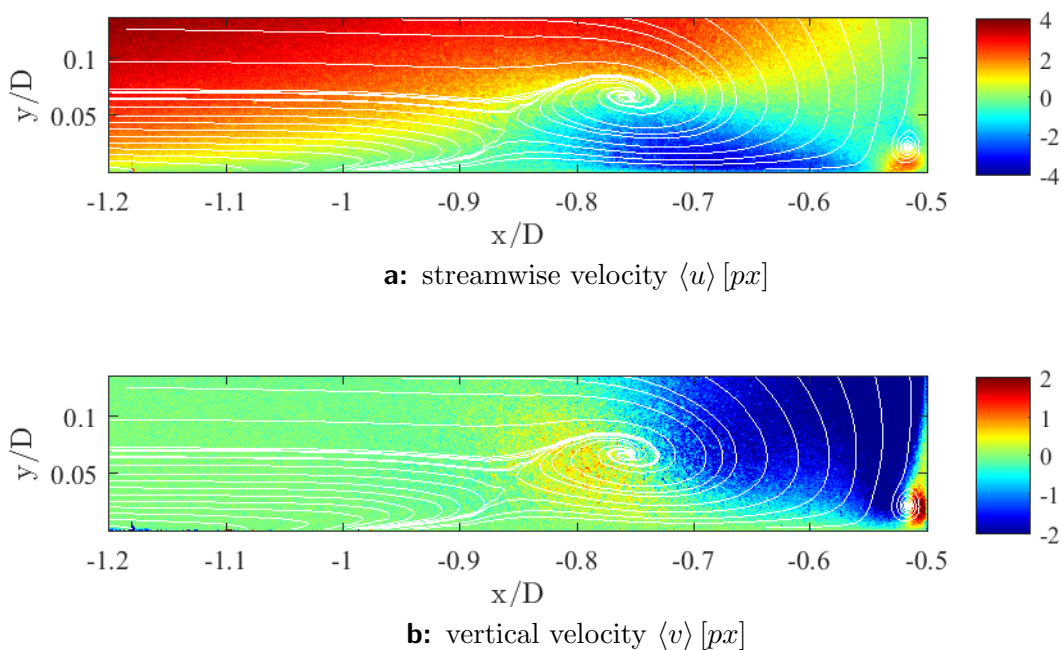 4
2
0
-2
-4
0.1
0.05
y/D
-1.2 -1.1 -1 -0.9 -0.8 -0.7 -0.6 -0.5
x/D
a: streamwise velocity ⟨u⟩ [px]
2
1
0
-1
-2
0.1
0.05
y/D
-1.2 -1.1 -1 -0.9 -0.8 -0.7 -0.6 -0.5
x/D
b: vertical velocity ⟨v⟩ [px]